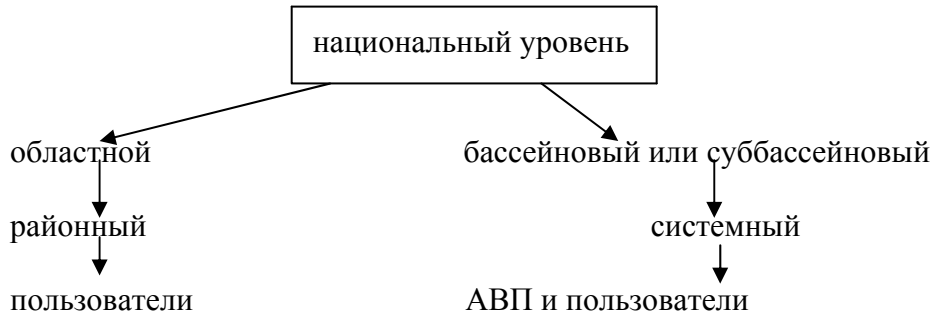 национальный уровень
областной бассейновый или суббассейновый
районный системный
пользователи АВП и пользователи